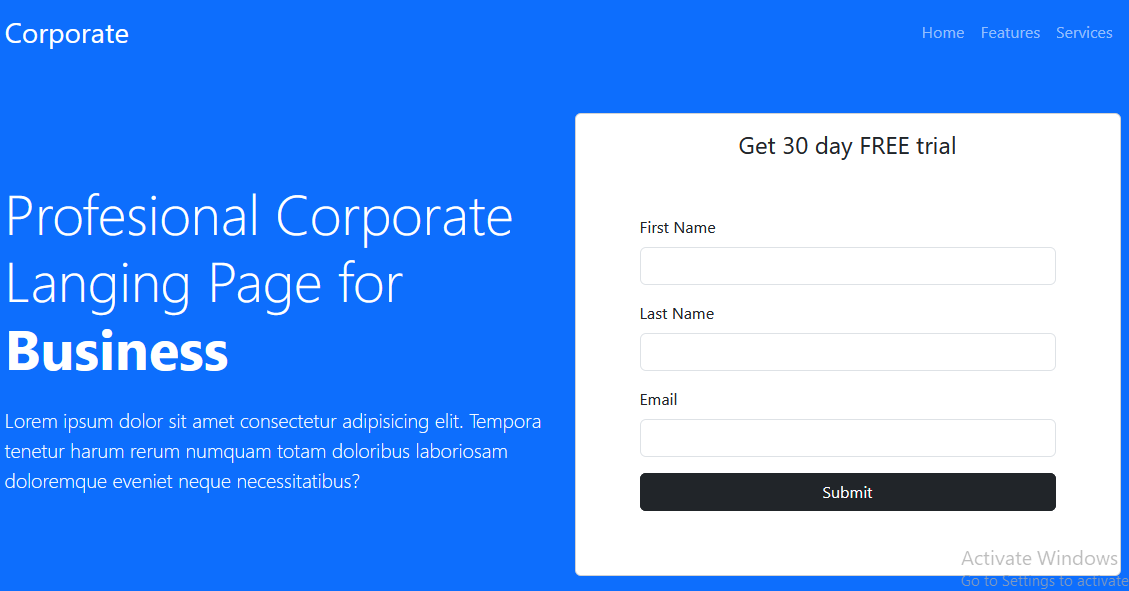 Corporate
Home Features Services
Get 30 day FREE trial
Profesional Corporate
Langing Page for
Business
Lorem ipsum dolor sit amet consectetur adipisicing elit. Tempora
tenetur harum rerum numquam totam doloribus laboriosam
doloremque eveniet neque necessitatibus?
First Name
Last Name
Email
Submit
Activate Windows
Go to Settings to activate